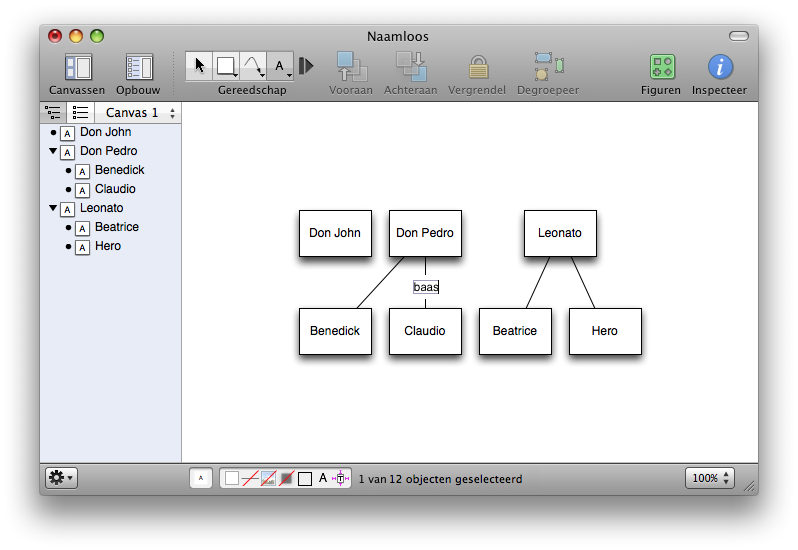 Naamloos
Canvassen Opbouw Gereedschap Vooraan Achteraan Vergrendel Degroepeer Figuren Inspecteer
A
Canvas 1
A Don John
A Don Pedro
A Benedick
A Claudio
A Leonato
A Beatrice
A Hero
Don John Don Pedro Leonato
baas
Benedick Claudio Beatrice Hero
A A T 1 van 12 objecten geselecteerd 100%